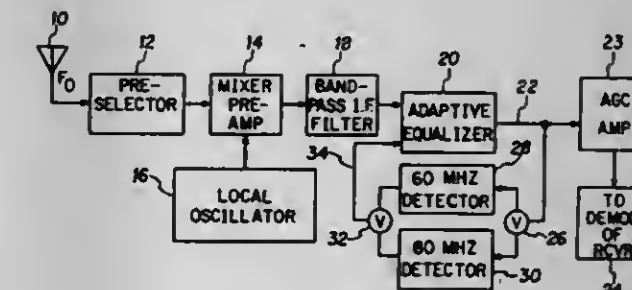 10
12
14
18
20
23
F0
PRE-
SELECTOR
MIXER
PRE-
AMP
BAND-
PASS I.F.
FILTER
ADAPTIVE
EQUALIZER
22
AGC
AMP
34
28
16
LOCAL
OSCILLATOR
60 MHZ
DETECTOR
V
32
V
26
80 MHZ
DETECTOR
30
TO
DEMOD
OF
RCVR